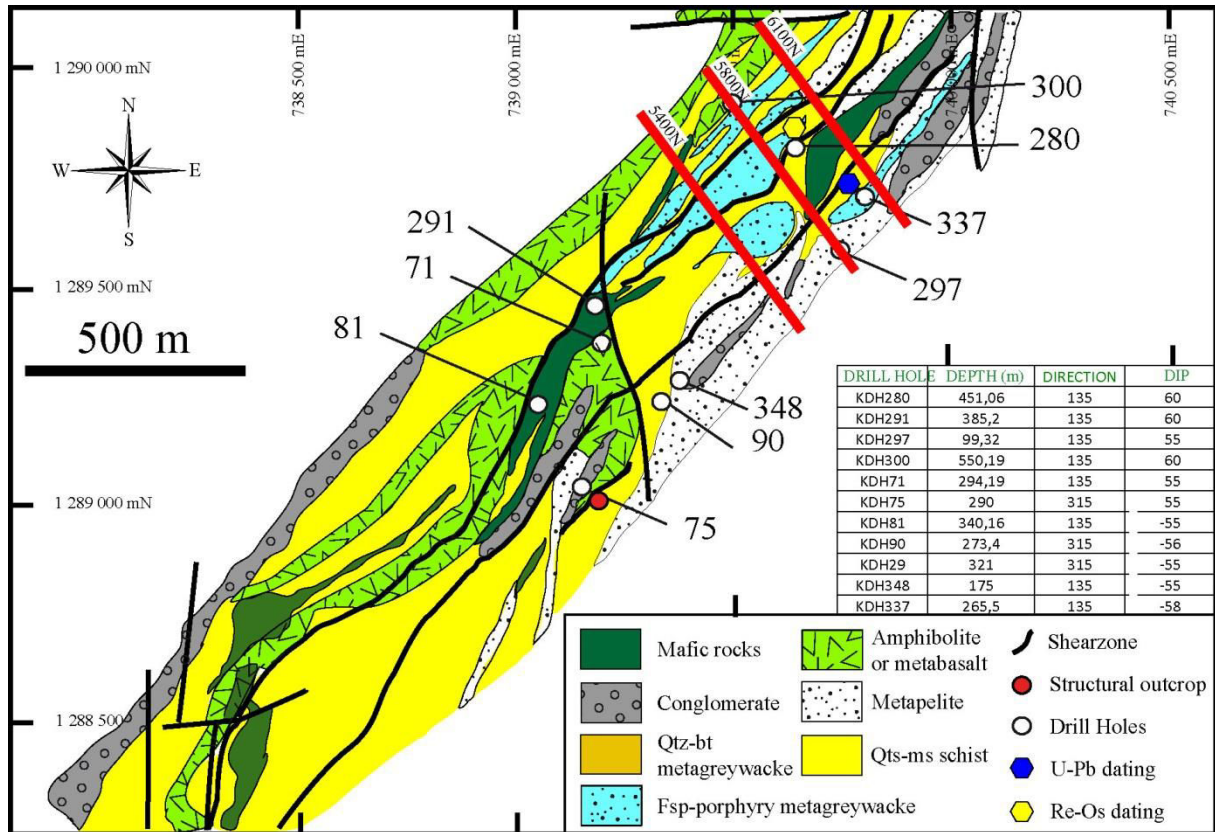 738 500 mE
739 000 mE
740 500 mE
1 290 000 mN
1 289 500 mN
1 289 000 mN
1 288 500
N
W
E
S
6100N
5800N
5400N
300
280
337
297
291
71
81
348
90
75
500 m
DRILL HOLE DEPTH (m) DIRECTION DIP
KDH280 451,06 135 60
KDH291 385,2 135 60
KDH297 99,32 135 55
KDH300 550,19 135 60
KDH71 294,19 135 55
KDH75 290 315 55
KDH81 340,16 135 -55
KDH90 273,4 315 -56
KDH29 321 315 -55
KDH348 175 135 -55
KDH337 265,5 135 -58
Mafic rocks
Conglomerate
Qtz-bt
metagreywacke
Fsp-porphyry metagreywacke
Amphibolite
or metabasalt
Metapelite
Qts-ms schist
Shearzone
Structural outcrop
Drill Holes
U-Pb dating
Re-Os dating